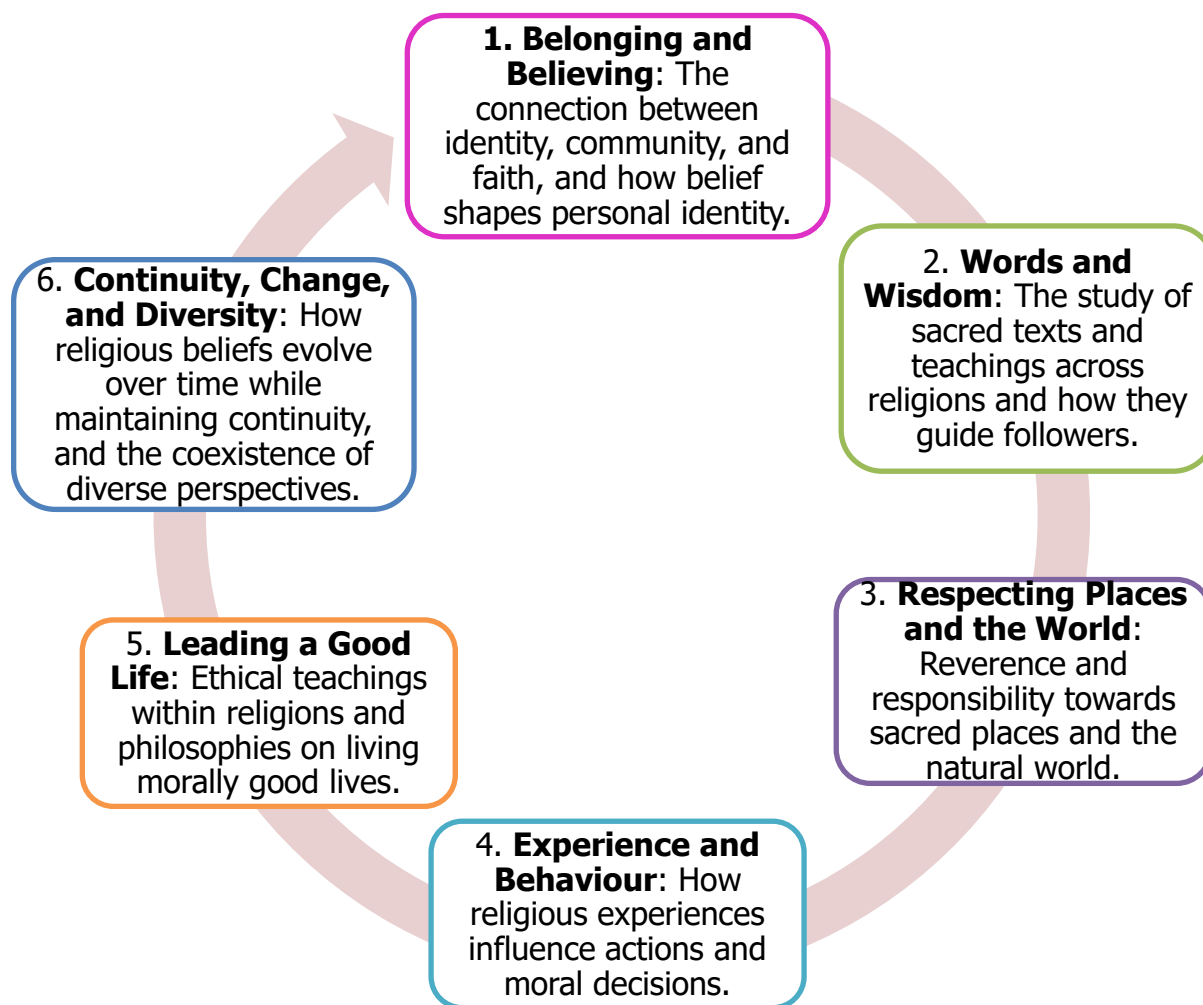 1. Belonging and
Believing: The
connection between
identity, community, and
faith, and how belief
shapes personal identity.
2. Words and
Wisdom: The study of
sacred texts and
teachings across
religions and how they
guide followers.
3. Respecting Places
and the World:
Reverence and
responsibility towards
sacred places and the
natural world.
4. Experience and
Behaviour: How
religious experiences
influence actions and
moral decisions.
5. Leading a Good
Life: Ethical teachings
within religions and
philosophies on living
morally good lives.
6. Continuity, Change,
and Diversity: How
religious beliefs evolve
over time while
maintaining continuity,
and the coexistence of
diverse perspectives.